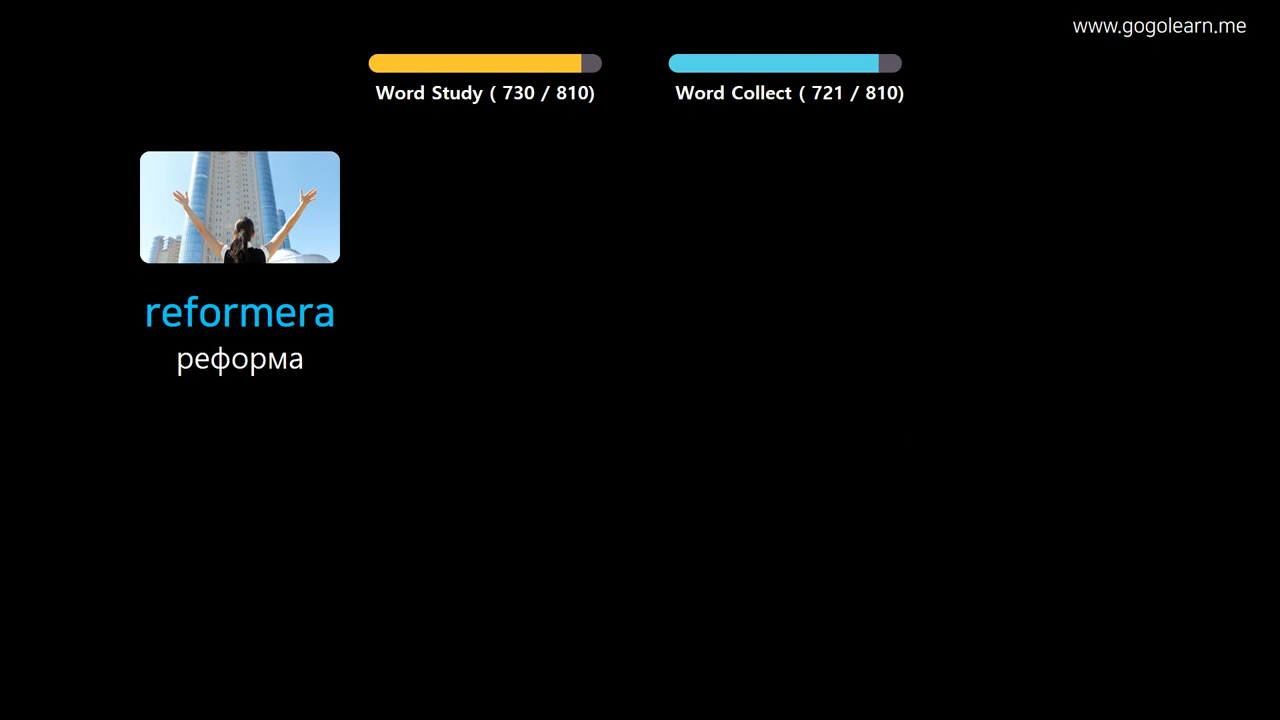 www.gogolearn.me
Word Study ( 730 / 810)
Word Collect ( 721 / 810)
reformera
реформа